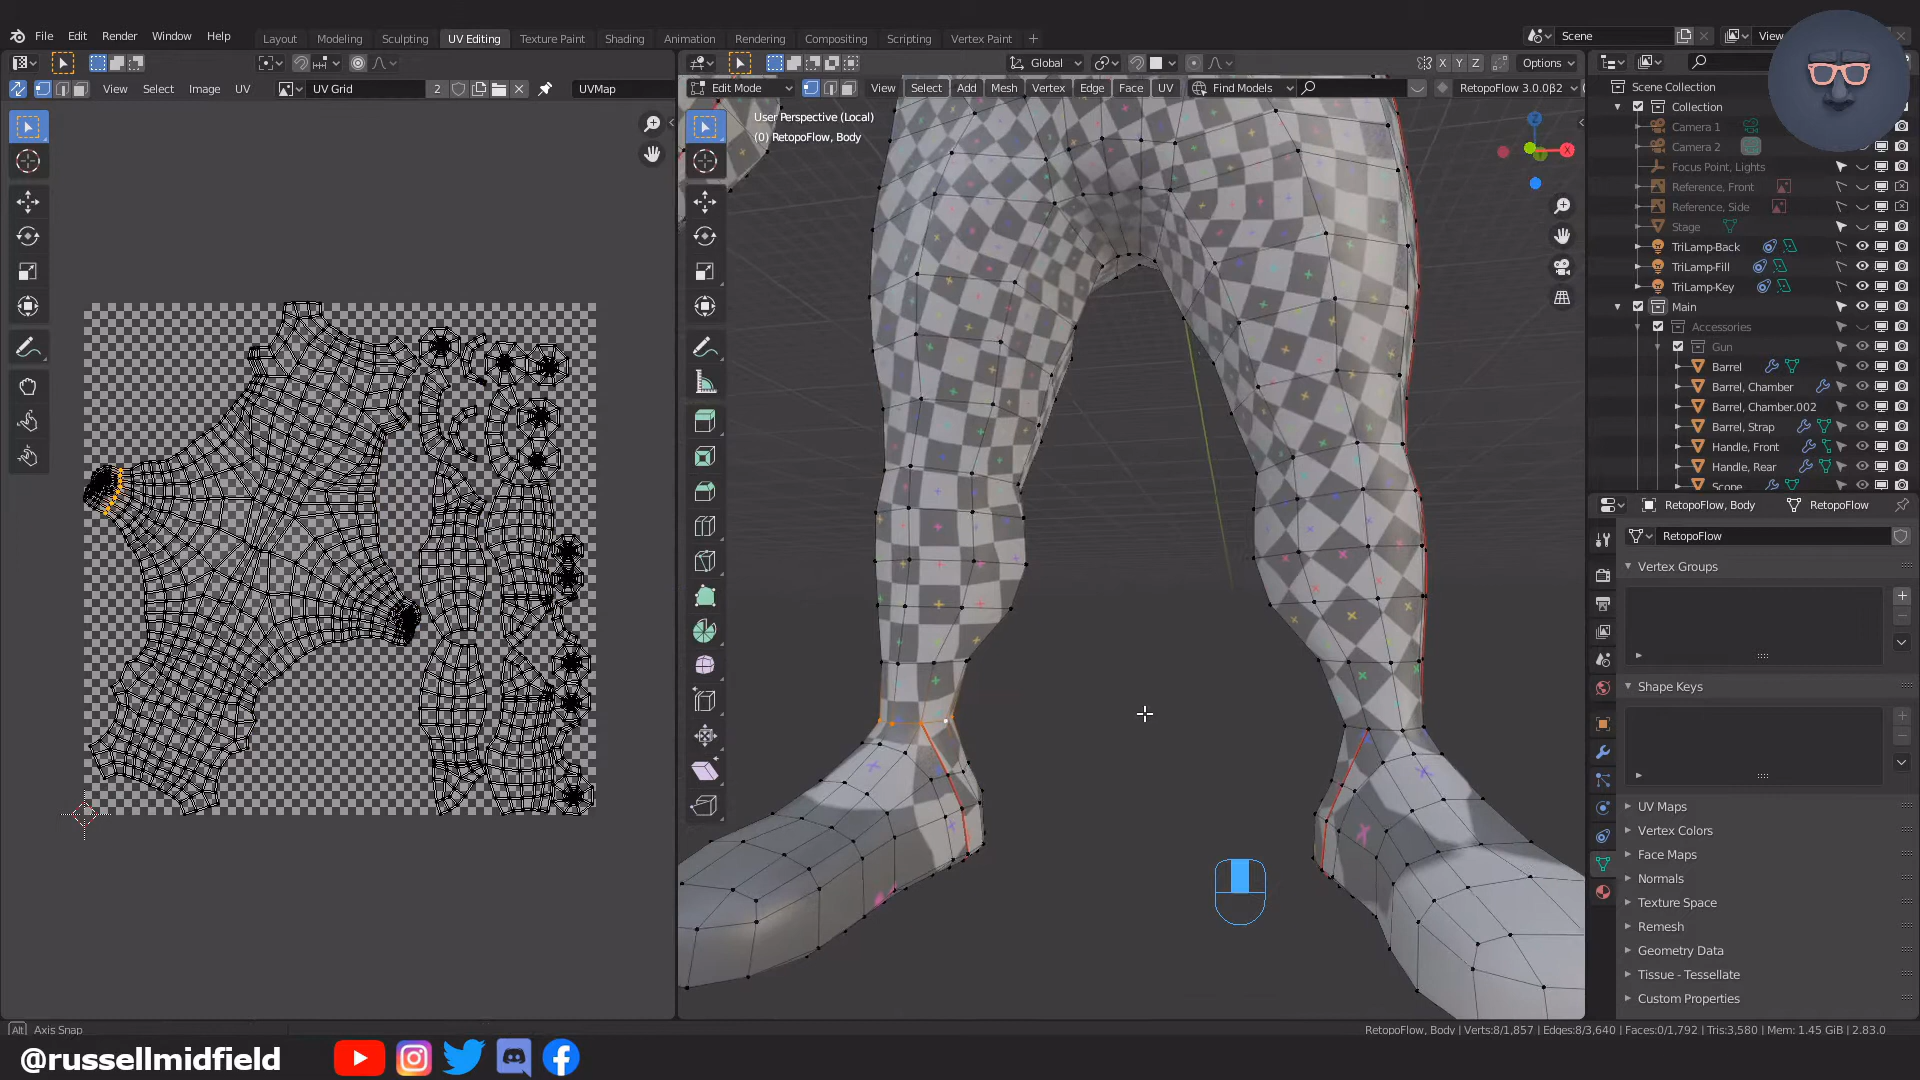 File Edit Render Window Help
Layout Modeling Sculpting UV Editing Texture Paint Shading Animation Rendering Compositing Scripting Vertex Paint
Scene
View
Global
X Y Z
Options
View Select Image UV
UV Grid
2
UVMap
Edit Mode
View Select Add Mesh Vertex Edge Face UV
Find Models
RetopoFlow 3.0.0β2
User Perspective (Local)
(0) RetopoFlow, Body
Z
X
Scene Collection
Collection
Camera 1
Camera 2
Focus Point, Lights
Reference, Front
Reference, Side
Stage
TriLamp-Back
TriLamp-Fill
TriLamp-Key
Main
Accessories
Gun
Barrel
Barrel, Chamber
Barrel, Chamber.002
Barrel, Strap
Handle, Front
Handle, Rear
Scope
RetopoFlow, Body
RetopoFlow
RetopoFlow
Vertex Groups
Shape Keys
UV Maps
Vertex Colors
Face Maps
Normals
Texture Space
Remesh
Geometry Data
Tissue - Tessellate
Custom Properties
Alt Axis Snap
RetopoFlow, Body | Verts:8/1,857 | Edges:8/3,640 | Faces:0/1,792 | Tris:3,580 | Mem: 1.45 GiB | 2.83.0
@russellmidfield